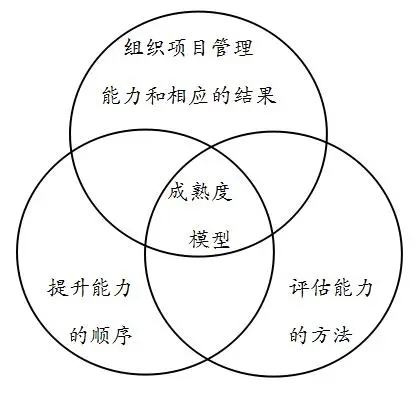 组织项目管理
能力和相应的结果
成熟度
模型
提升能力
的顺序
评估能力
的方法